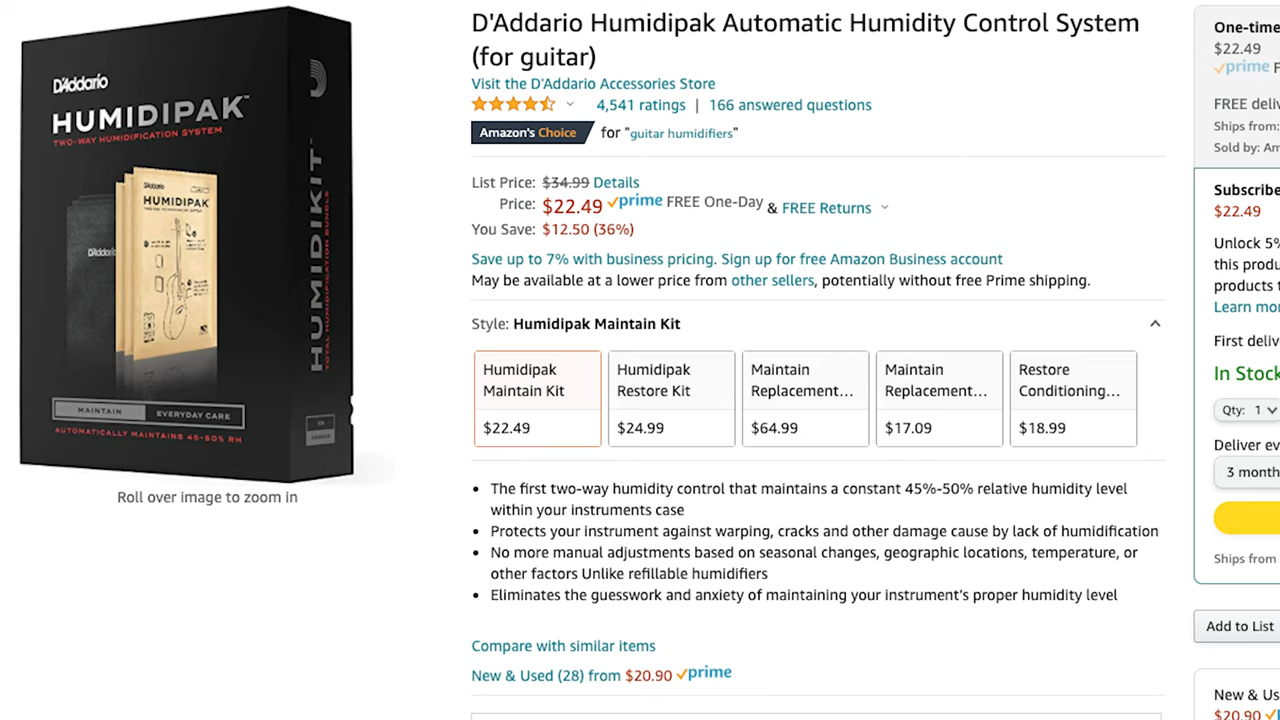 D'Addario
HUMIDIPAK™
TWO-WAY HUMIDIFICATION SYSTEM
D'Addario
HUMIDIPAK
MAINTAIN
EVERYDAY CARE
AUTOMATICALLY MAINTAINS 45-50% RH
HUMIDIKIT™
TOTAL HUMIDIFICATION BUNDLE
Roll over image to zoom in
D'Addario Humidipak Automatic Humidity Control System
(for guitar)
Visit the D'Addario Accessories Store
4,541 ratings | 166 answered questions
Amazon's Choice for "guitar humidifiers"
List Price: $34.99 Details
Price: $22.49 prime FREE One-Day & FREE Returns
You Save: $12.50 (36%)
Save up to 7% with business pricing. Sign up for free Amazon Business account
May be available at a lower price from other sellers, potentially without free Prime shipping.
Style: Humidipak Maintain Kit
Humidipak
Maintain Kit
$22.49
Humidipak
Restore Kit
$24.99
Maintain
Replacement...
$64.99
Maintain
Replacement...
$17.09
Restore
Conditioning...
$18.99
• The first two-way humidity control that maintains a constant 45%-50% relative humidity level
within your instruments case
• Protects your instrument against warping, cracks and other damage cause by lack of humidification
• No more manual adjustments based on seasonal changes, geographic locations, temperature, or
other factors Unlike refillable humidifiers
• Eliminates the guesswork and anxiety of maintaining your instrument's proper humidity level
Compare with similar items
New & Used (28) from $20.90 prime
One-time
$22.49
prime F
FREE deli
Ships from:
Sold by: Am
Subscribe
$22.49
Unlock 5%
this produ
products t
Learn mor
First deliv
In Stock
Qty: 1
Deliver ev
3 month
Ships from
Add to List
New & Us
$20.90